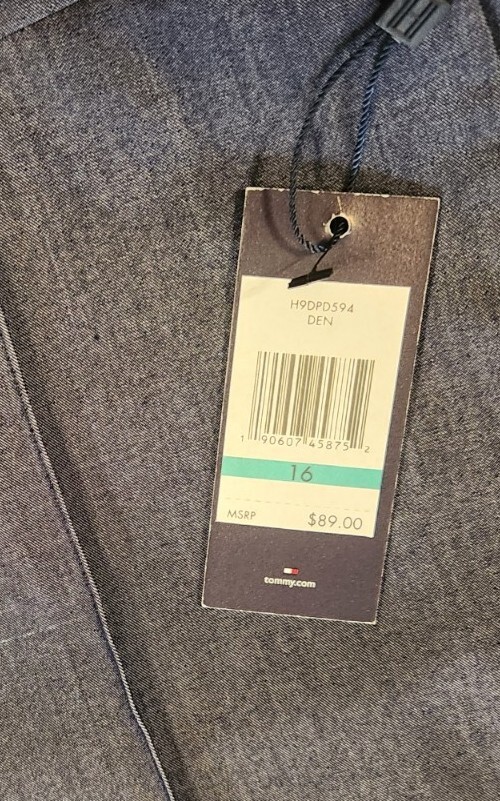 H9DPD594
DEN
1 90607 45875 2
16
MSRP $89.00
tommy.com